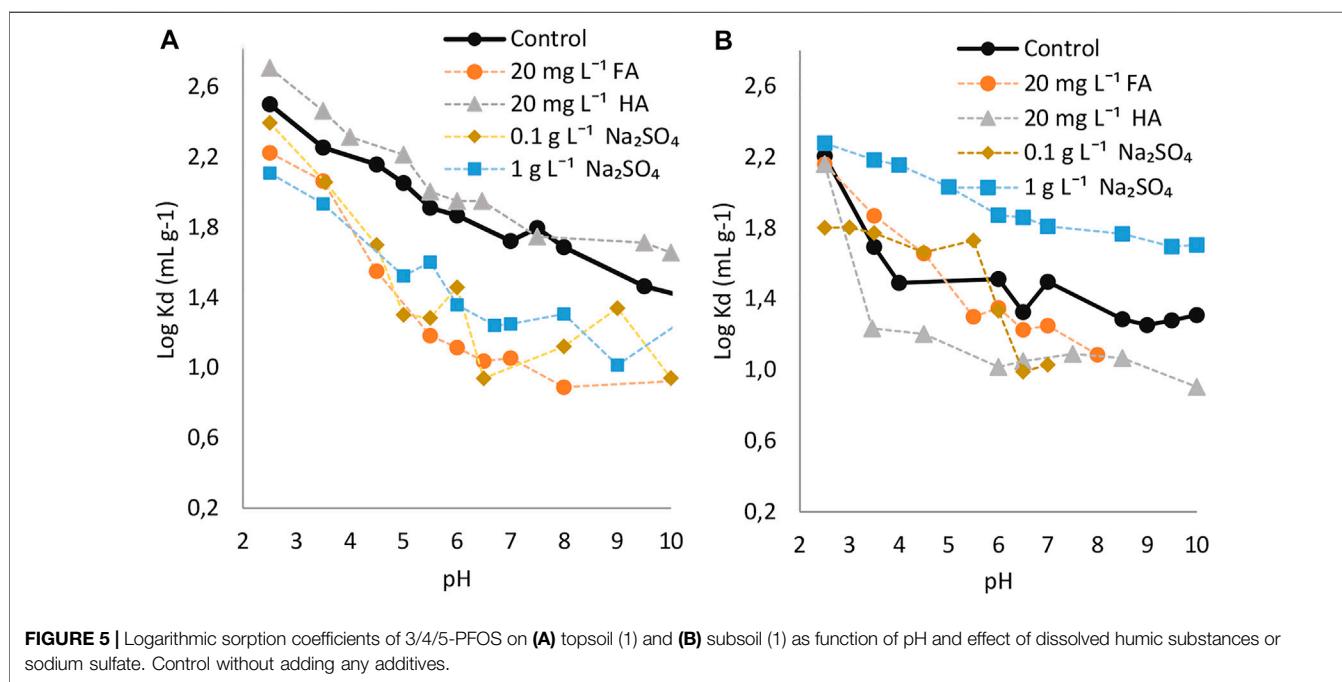 A
Control
20 mg L⁻¹ FA
20 mg L⁻¹ HA
0.1 g L⁻¹ Na₂SO₄
1 g L⁻¹ Na₂SO₄
2,6
2,2
1,8
1,4
1,0
0,6
0,2
Log Kd (mL g-1)
2 3 4 5 6 7 8 9 10
pH
B
Control
20 mg L⁻¹ FA
20 mg L⁻¹ HA
0.1 g L⁻¹ Na₂SO₄
1 g L⁻¹ Na₂SO₄
2,6
2,2
1,8
1,4
1,0
0,6
0,2
Log Kd (mL g-1)
2 3 4 5 6 7 8 9 10
pH
FIGURE 5 | Logarithmic sorption coefficients of 3/4/5-PFOS on (A) topsoil (1) and (B) subsoil (1) as function of pH and effect of dissolved humic substances or
sodium sulfate. Control without adding any additives.